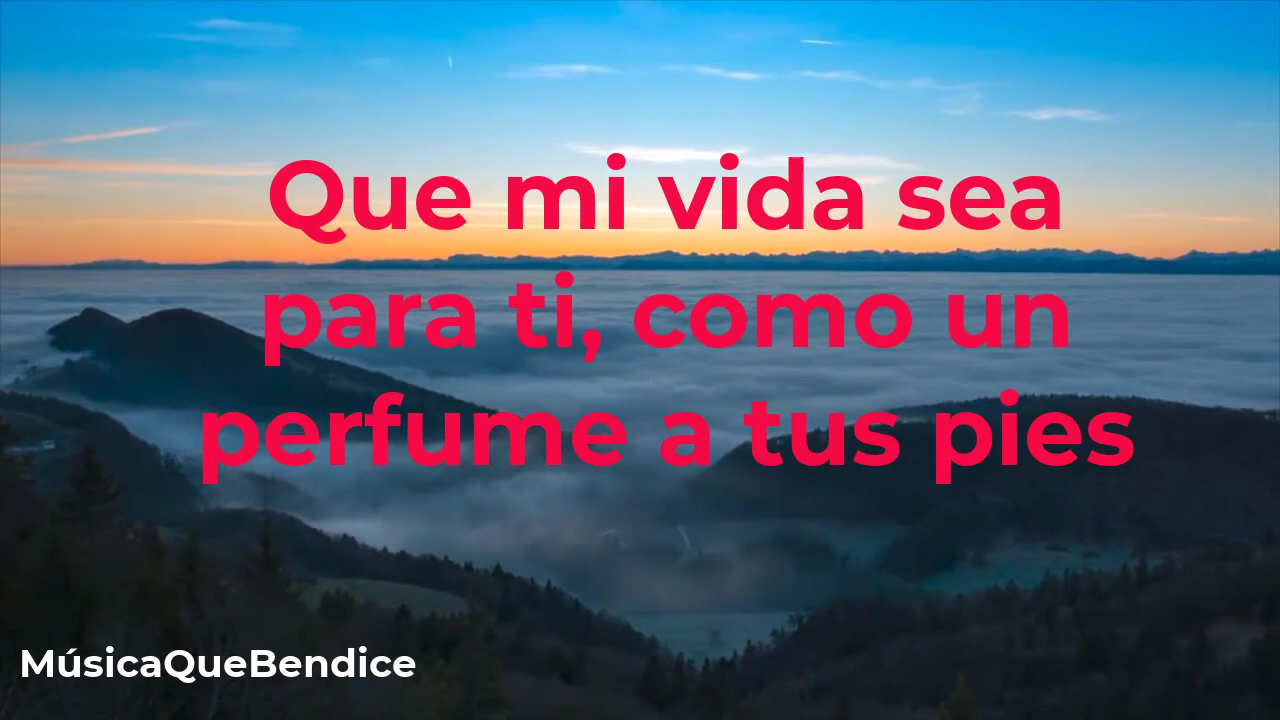 Que mi vida sea
para ti, como un
perfume a tus pies
MúsicaQueBendice